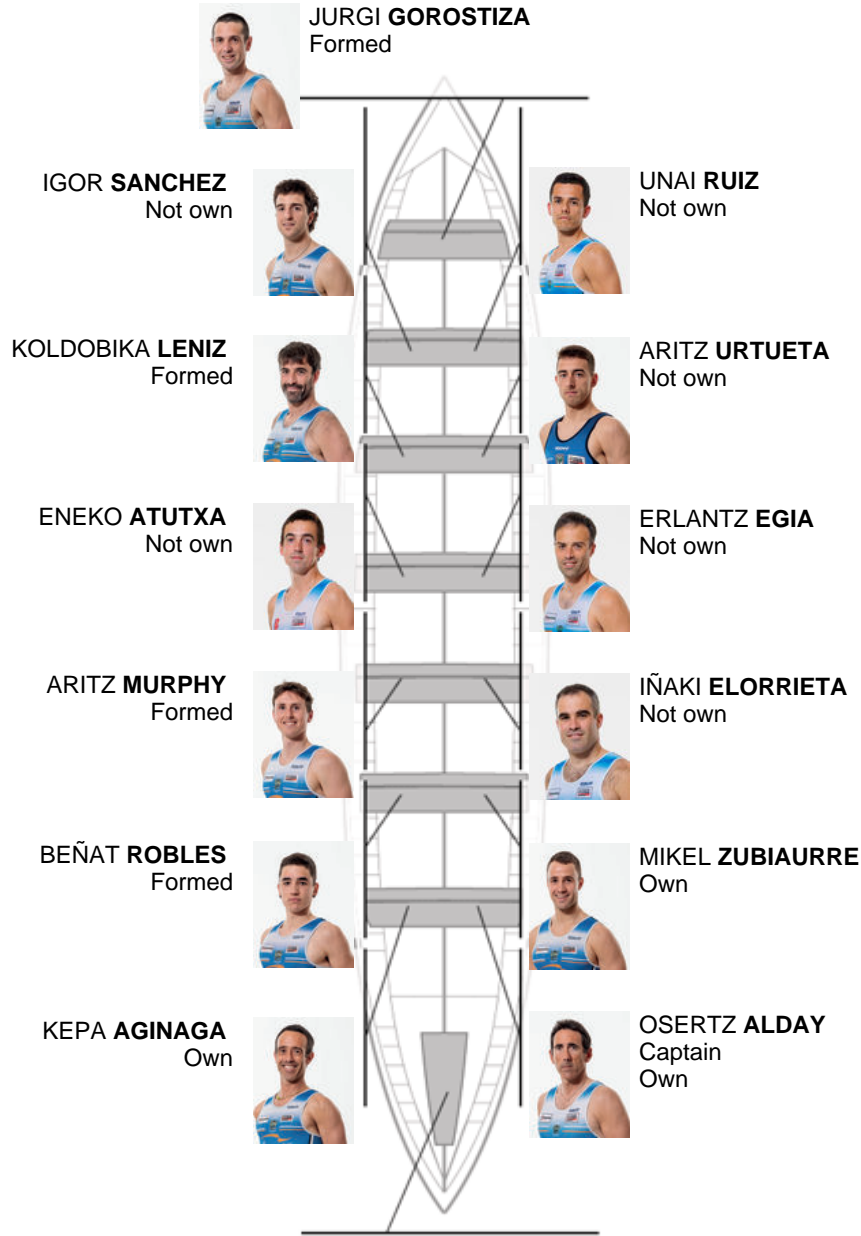 JURGI GOROSTIZA
Formed
IGOR SANCHEZ
Not own
UNAI RUIZ
Not own
KOLDOBIKA LENIZ
Formed
ARITZ URTUETA
Not own
ENEKO ATUTXA
Not own
ERLANTZ EGIA
Not own
ARITZ MURPHY
Formed
IÑAKI ELORRIETA
Not own
BEÑAT ROBLES
Formed
MIKEL ZUBIAURRE
Own
KEPA AGINAGA
Own
OSERTZ ALDAY
Captain
Own